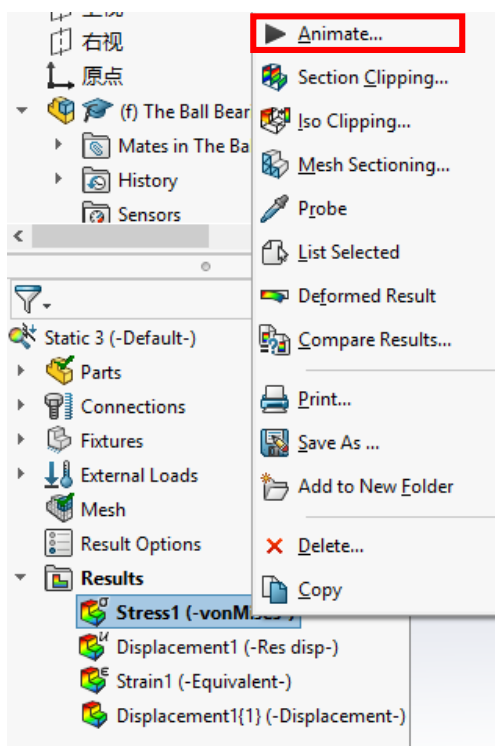 右视
原点
(f) The Ball Bear
Mates in The Ba
History
Sensors
Static 3 (-Default-)
Parts
Connections
Fixtures
External Loads
Mesh
Result Options
Results
Stress1 (-vonMises-)
Displacement1 (-Res disp-)
Strain1 (-Equivalent-)
Displacement1{1} (-Displacement-)
Animate...
Section Clipping...
Iso Clipping...
Mesh Sectioning...
Probe
List Selected
Deformed Result
Compare Results...
Print...
Save As ...
Add to New Folder
Delete...
Copy